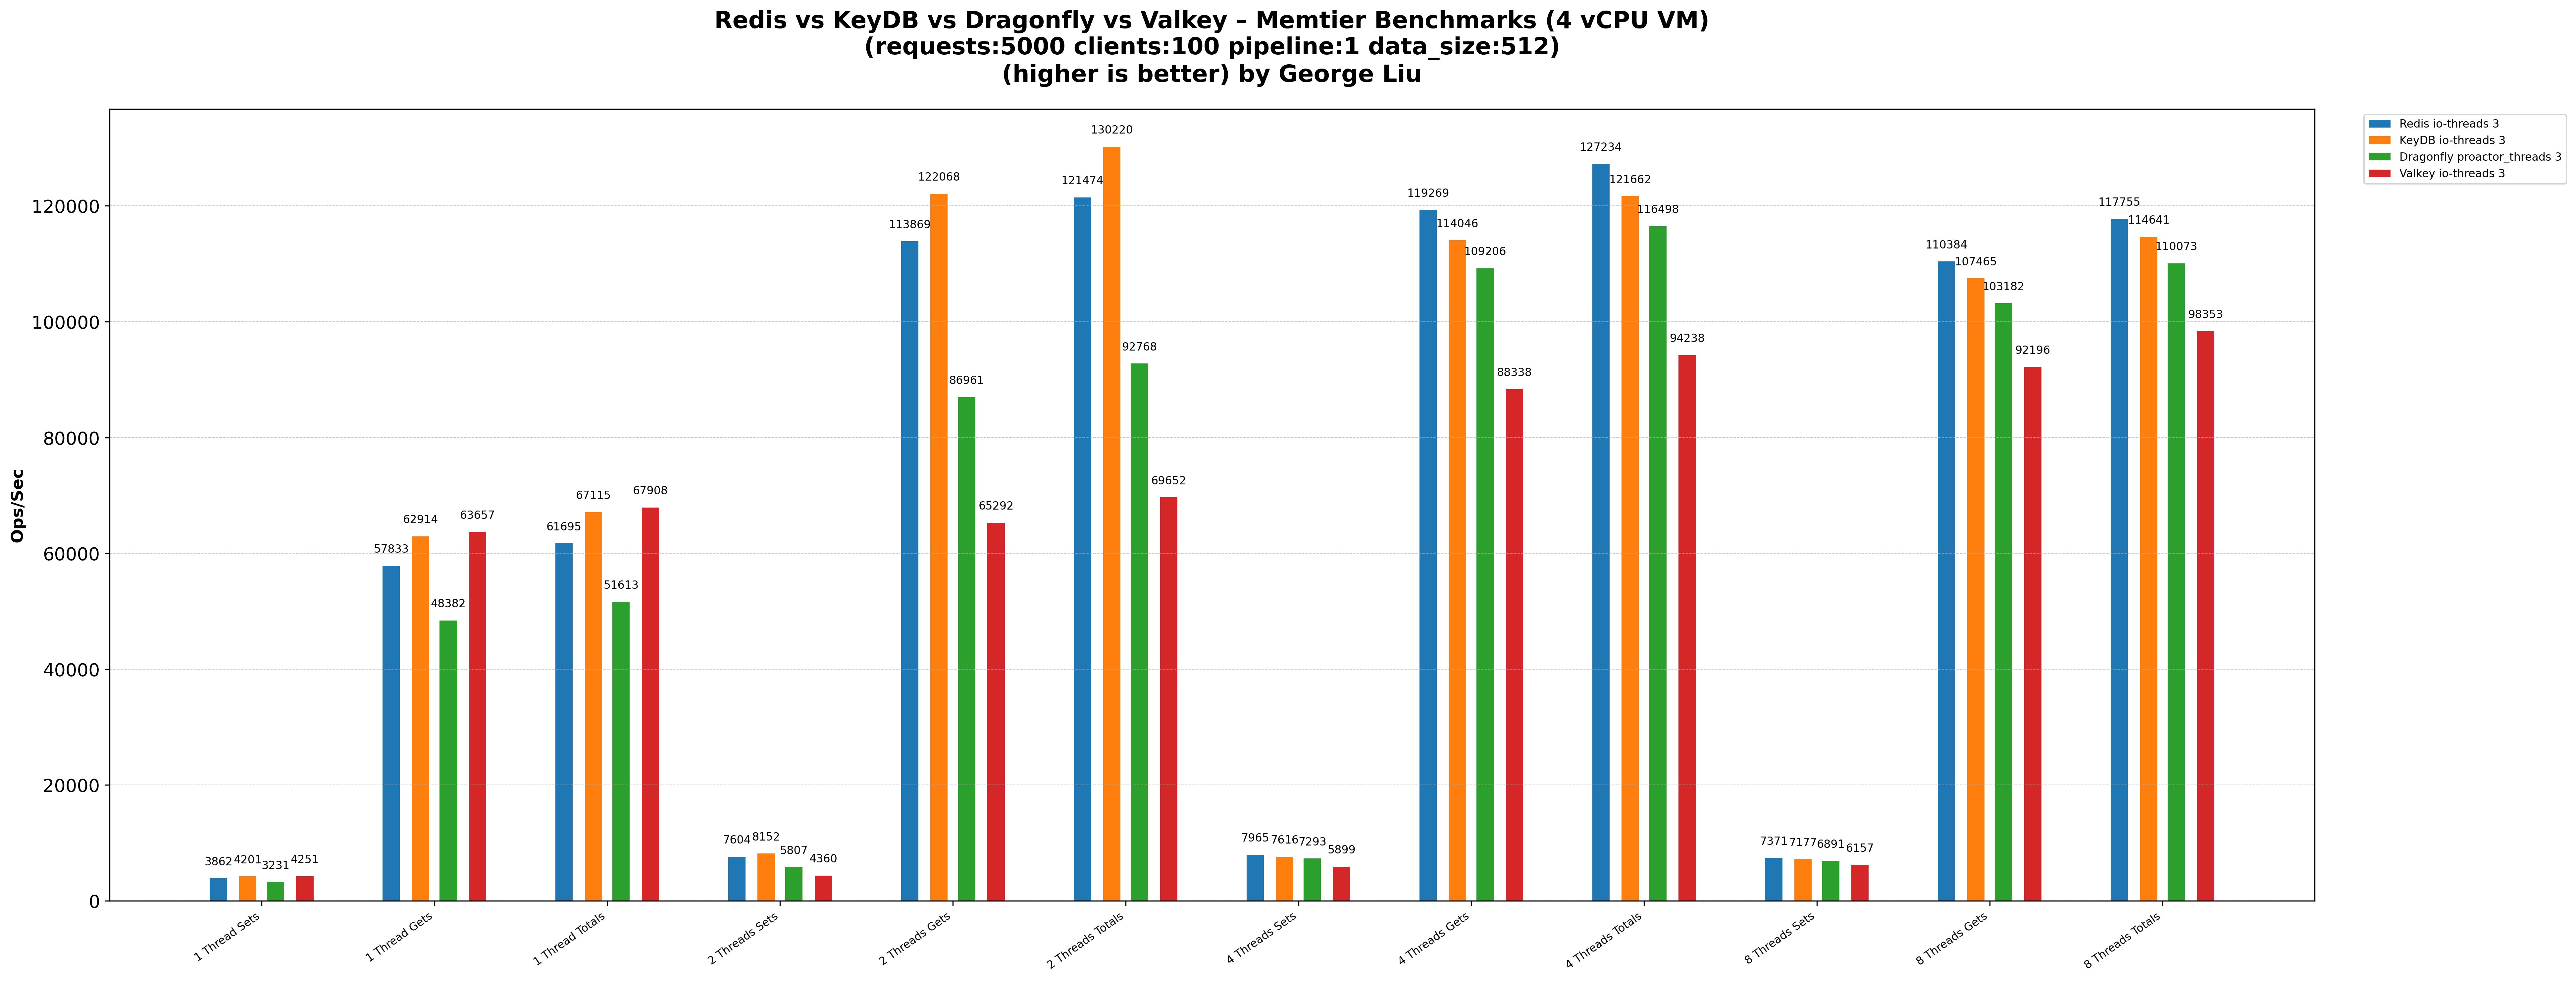 Redis vs KeyDB vs Dragonfly vs Valkey – Memtier Benchmarks (4 vCPU VM)
(requests:5000 clients:100 pipeline:1 data_size:512)
(higher is better) by George Liu
Redis io-threads 3
KeyDB io-threads 3
Dragonfly proactor_threads 3
Valkey io-threads 3
Ops/Sec
120000
100000
80000
60000
40000
20000
0
3862 4201 3231 4251
57833 62914 48382 63657
61695 67115 51613 67908
7604 8152 5807 4360
113869 122068 86961 65292
121474 130220 92768 69652
7965 7616 7293 5899
119269 114046 109206 88338
127234 121662 116498 94238
7371 7177 6891 6157
110384 107465 103182 92196
117755 114641 110073 98353
1 Thread Sets
1 Thread Gets
1 Thread Totals
2 Threads Sets
2 Threads Gets
2 Threads Totals
4 Threads Sets
4 Threads Gets
4 Threads Totals
8 Threads Sets
8 Threads Gets
8 Threads Totals